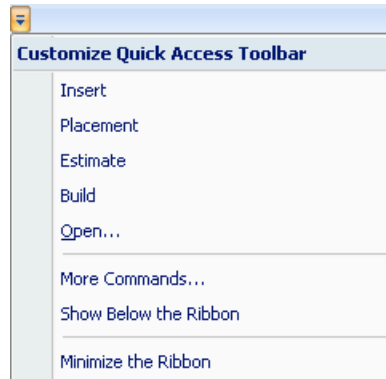 Customize Quick Access Toolbar
Insert
Placement
Estimate
Build
Open...
More Commands...
Show Below the Ribbon
Minimize the Ribbon